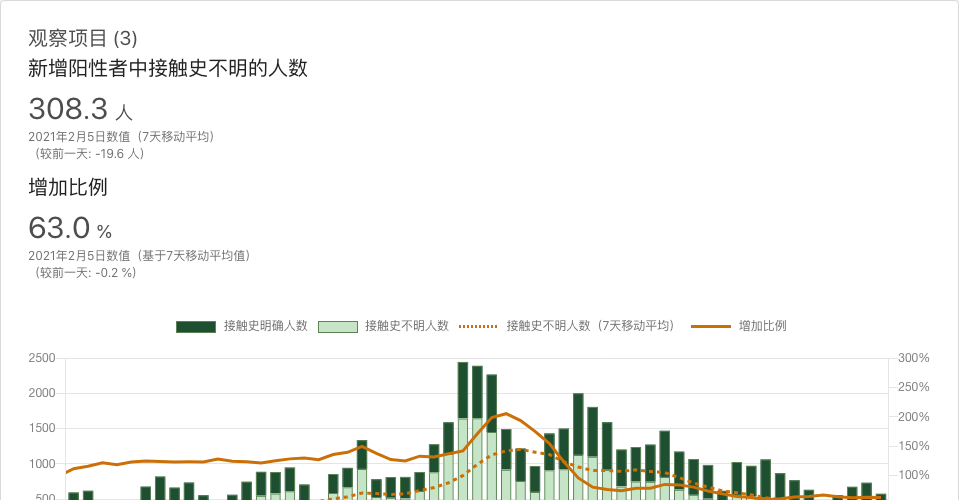 观察项目 (3)
新增阳性者中接触史不明的人数
308.3 人
2021年2月5日数值（7天移动平均）
（较前一天: -19.6 人）
增加比例
63.0 %
2021年2月5日数值（基于7天移动平均值）
（较前一天: -0.2 %）
接触史明确人数 接触史不明人数 接触史不明人数（7天移动平均） 增加比例
2500 300%
250%
2000
200%
1500
150%
1000
100%
500